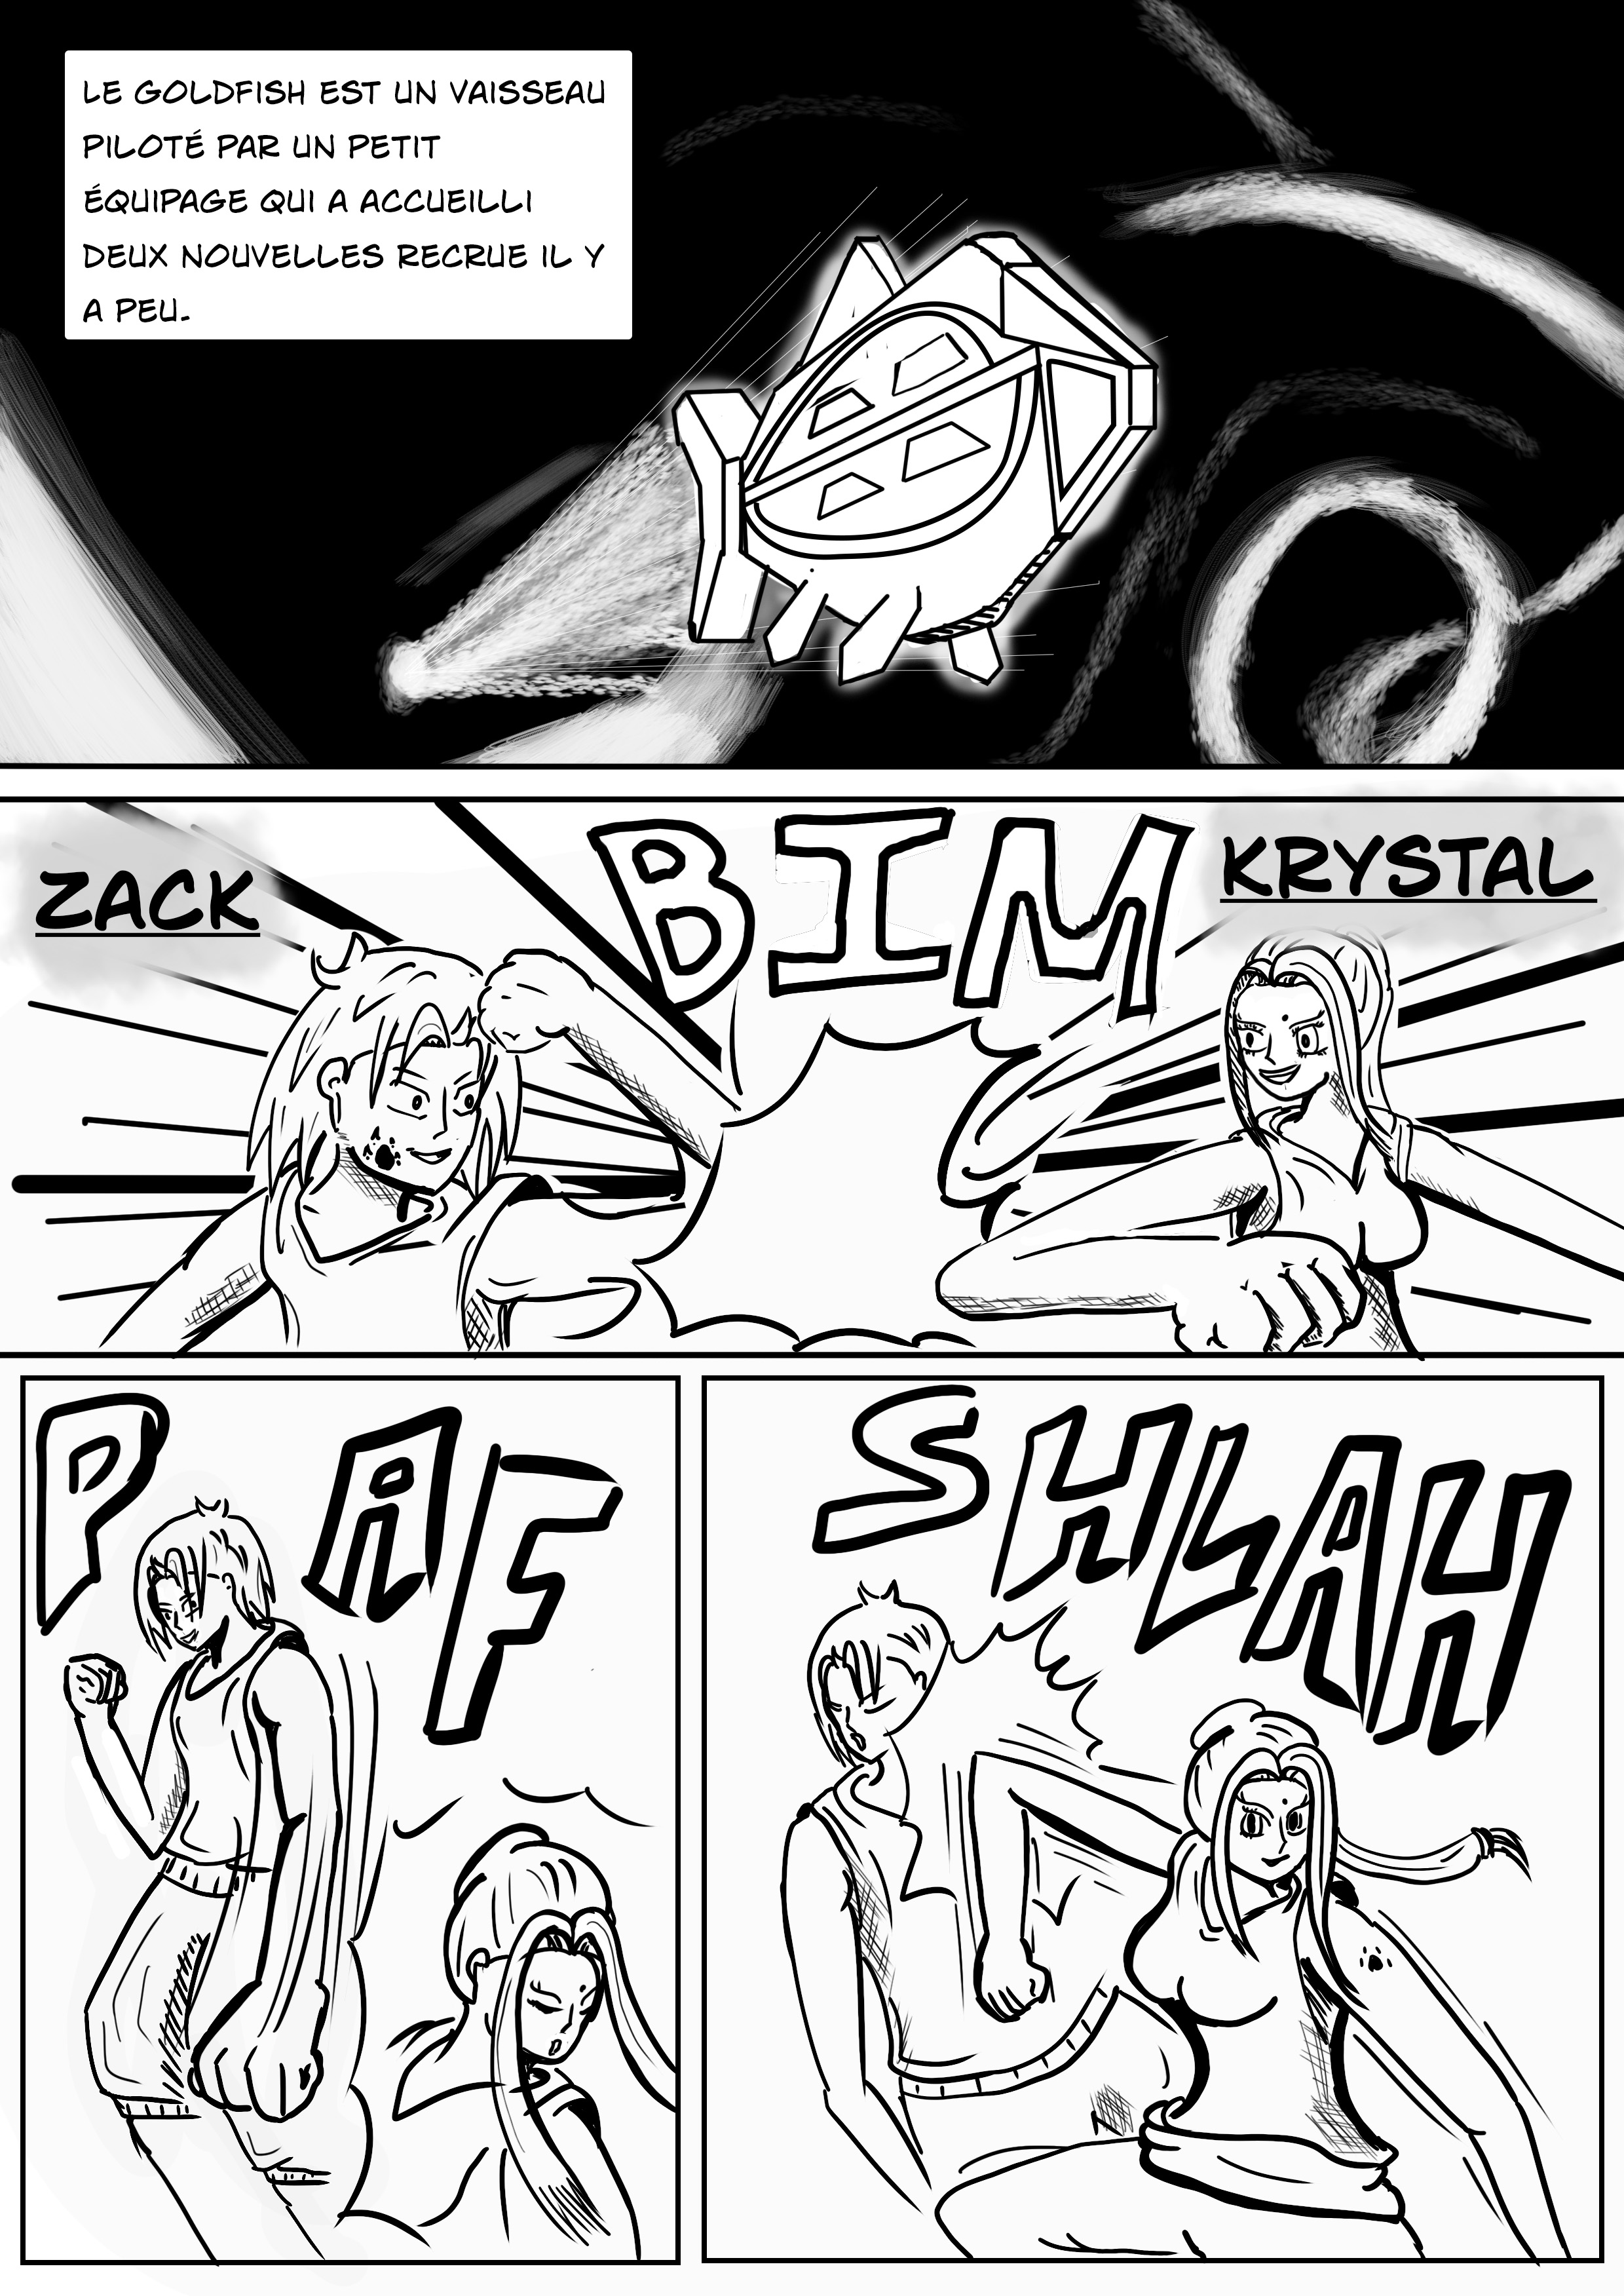 LE GOLDFISH EST UN VAISSEAU
PILOTÉ PAR UN PETIT
ÉQUIPAGE QUI A ACCUEILLI
DEUX NOUVELLES RECRUE IL Y
A PEU.
ZACK
BIM
KRYSTAL
PAF
SHLAH